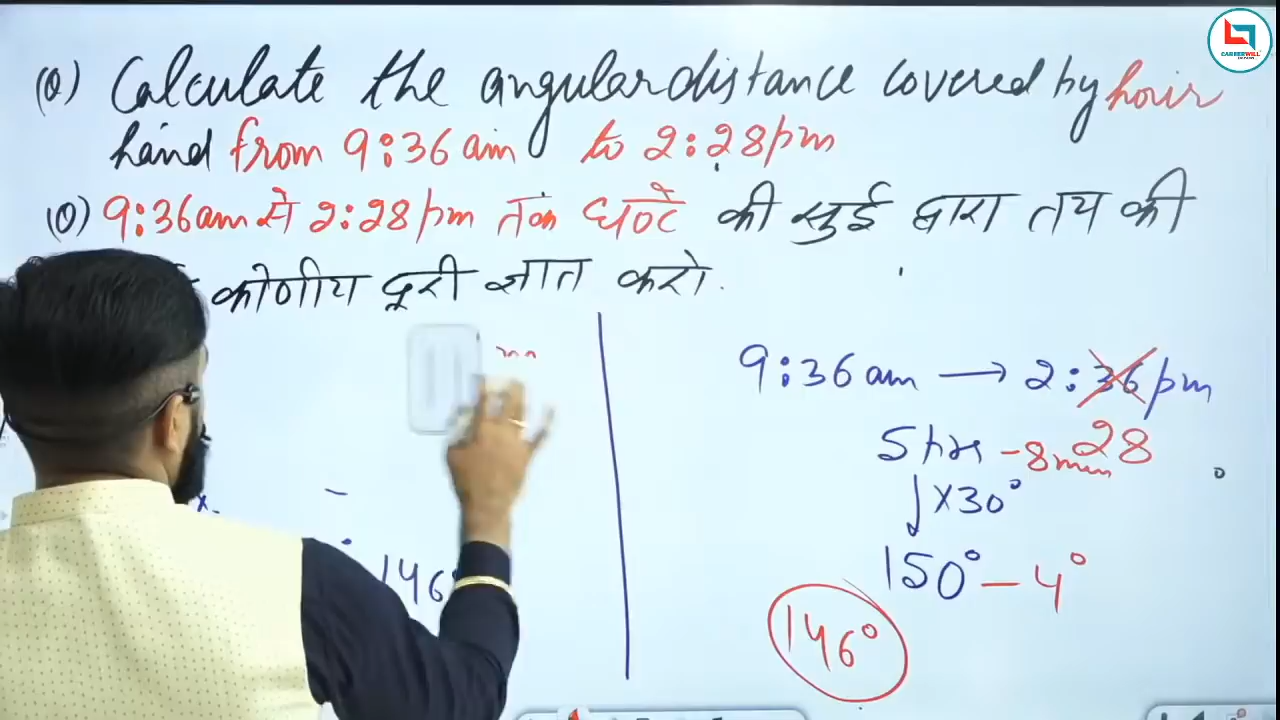 (Q) Calculate the angular distance covered by hour
hand from 9:36 am to 2:28 pm
(Q) 9:36 am से 2:28 pm तक घण्टे की सुई द्वारा तय की
कोणीय दूरी ज्ञात करो.
146°
9:36 am → 2:36 pm
5 hrs - 8 min 28
↓ ×30°
150° - 4°
146°
CAREERWILL